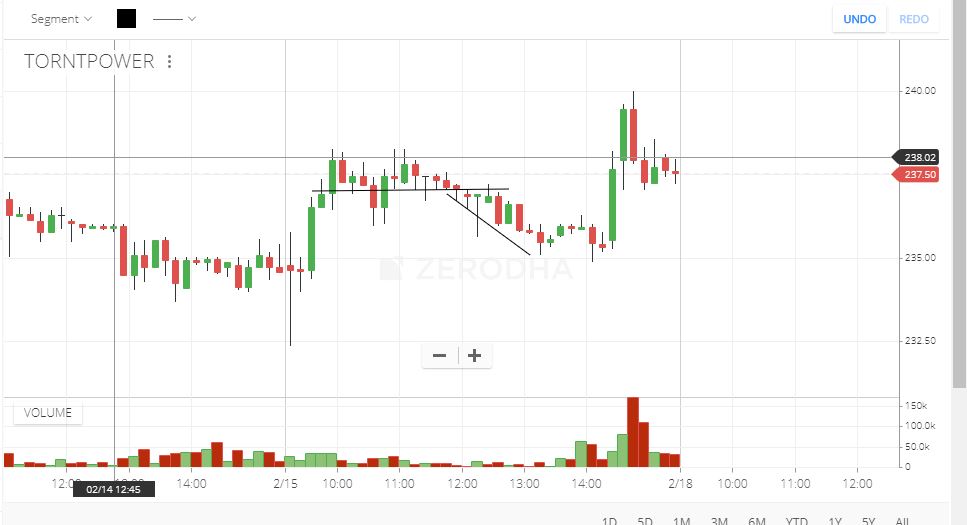 Segment
UNDO
REDO
TORNTPOWER
240.00
238.02
237.50
235.00
ZERODHA
232.50
VOLUME
150k
100.0k
50.0k
0
12:00 02/14 12:45 14:00 2/15 10:00 11:00 12:00 13:00 14:00 2/18 10:00 11:00 12:00
1D 5D 1M 3M 6M YTD 1Y 5Y All